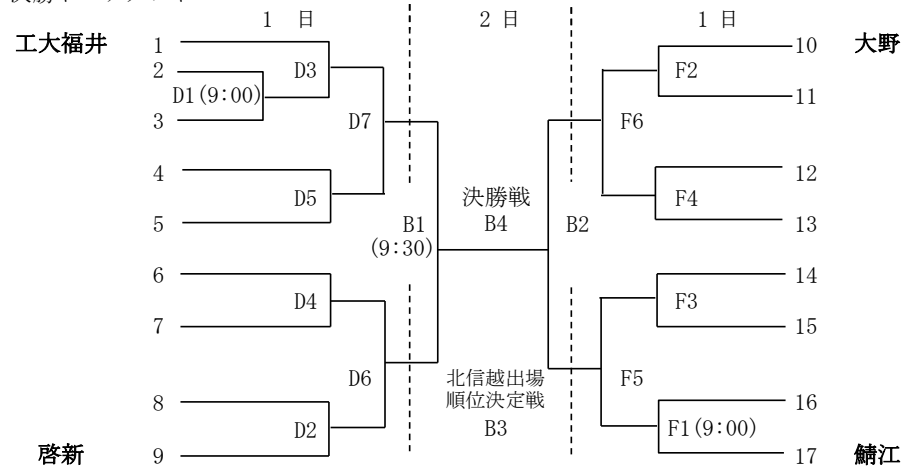 1 日 2 日 1 日
工大福井 1 10 大野
2 D3 F2
D1(9:00) 11
3 D7 F6
4 12
D5 決勝戦 F4
5 B1 B4 B2 13
(9:30)
6 14
D4 F3
7 15
D6 北信越出場 F5
順位決定戦
8 16
D2 B3 F1(9:00)
啓新 9 17 鯖江